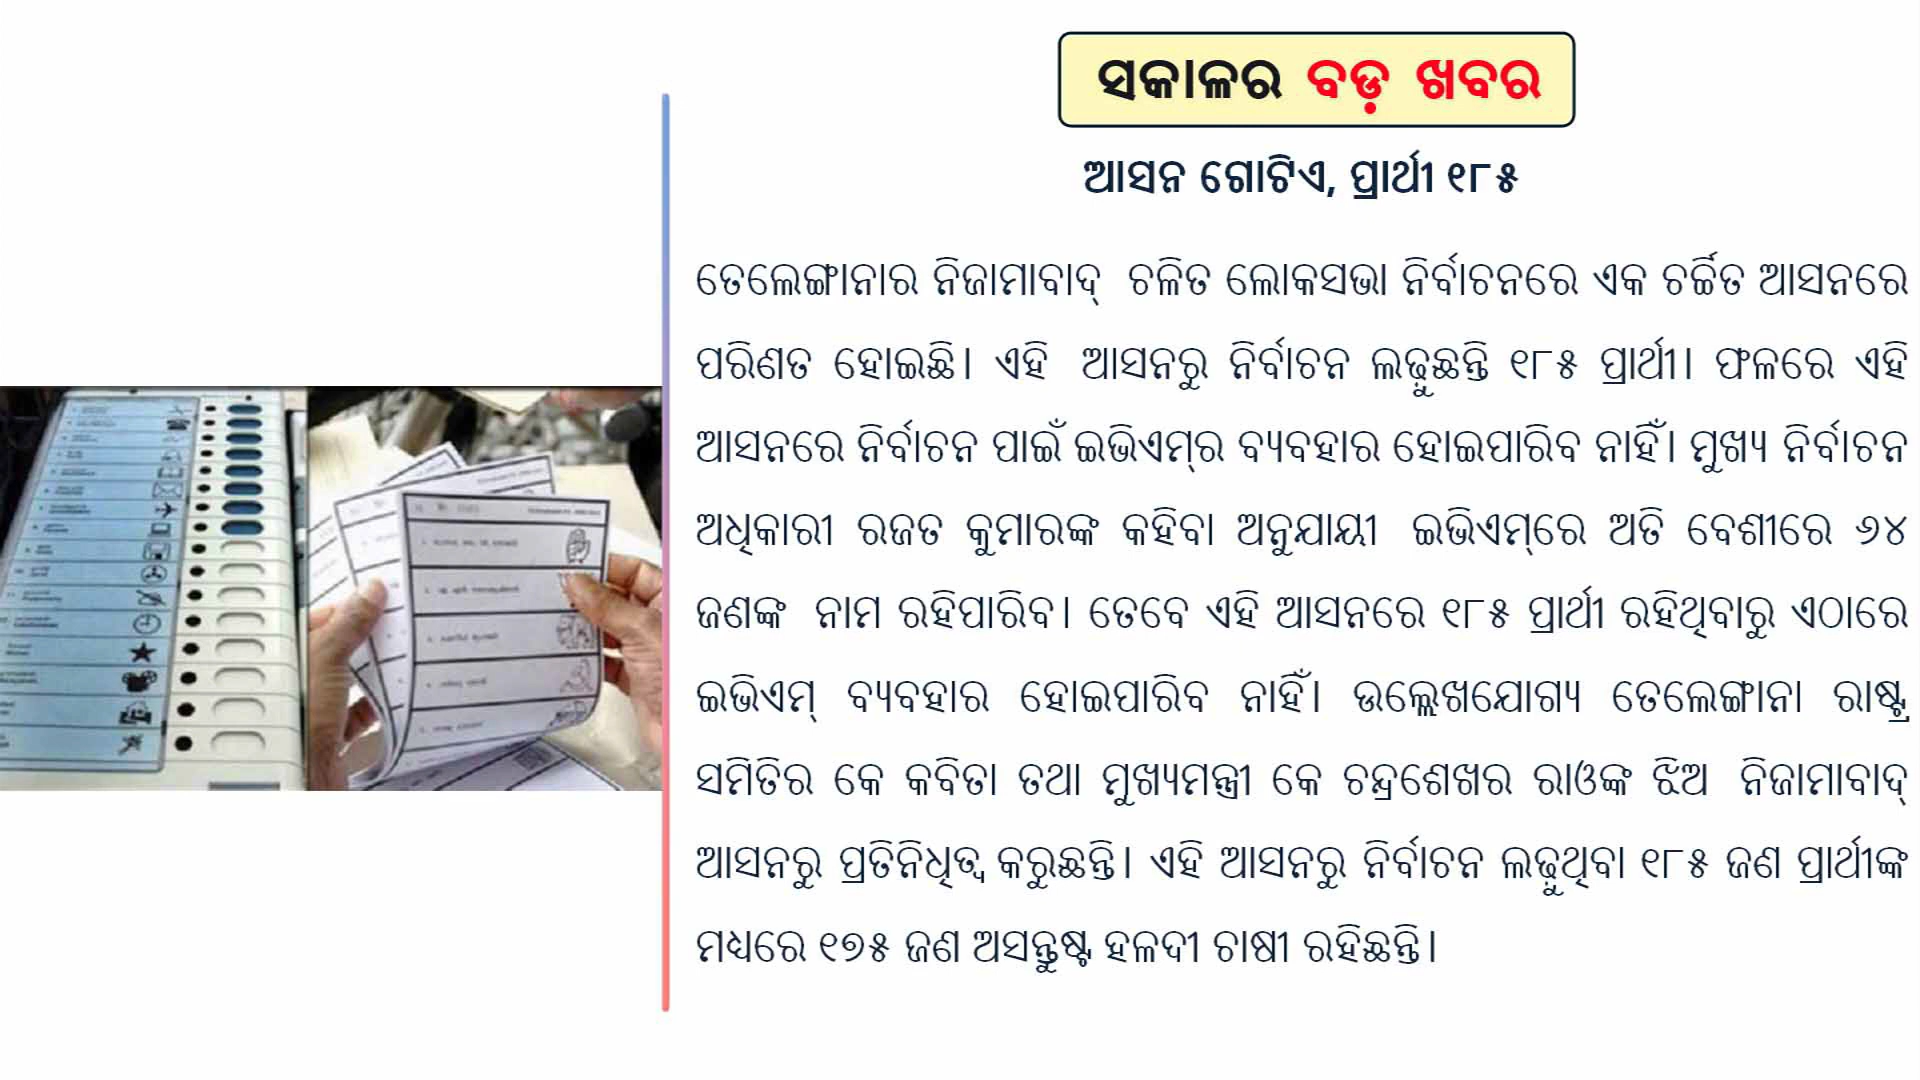 ସକାଳର ବଡ଼ ଖବର
ଆସନ ଗୋଟିଏ, ପ୍ରାର୍ଥୀ ୧୮୫
ତେଲେଙ୍ଗାନାର ନିଜାମାବାଦ୍ ଚଳିତ ଲୋକସଭା ନିର୍ବାଚନରେ ଏକ ଚର୍ଚ୍ଚିତ ଆସନରେ
ପରିଣତ ହୋଇଛି। ଏହି ଆସନରୁ ନିର୍ବାଚନ ଲଢ଼ୁଛନ୍ତି ୧୮୫ ପ୍ରାର୍ଥୀ। ଫଳରେ ଏହି
ଆସନରେ ନିର୍ବାଚନ ପାଇଁ ଇଭିଏମ୍‌ର ବ୍ୟବହାର ହୋଇପାରିବ ନାହିଁ। ମୁଖ୍ୟ ନିର୍ବାଚନ
ଅଧିକାରୀ ରଜତ କୁମାରଙ୍କ କହିବା ଅନୁଯାୟୀ ଇଭିଏମ୍‌ରେ ଅତି ବେଶୀରେ ୬୪
ଜଣଙ୍କ ନାମ ରହିପାରିବ। ତେବେ ଏହି ଆସନରେ ୧୮୫ ପ୍ରାର୍ଥୀ ରହିଥିବାରୁ ଏଠାରେ
ଇଭିଏମ୍ ବ୍ୟବହାର ହୋଇପାରିବ ନାହିଁ। ଉଲ୍ଲେଖଯୋଗ୍ୟ ତେଲେଙ୍ଗାନା ରାଷ୍ଟ୍ର
ସମିତିର କେ କବିତା ତଥା ମୁଖ୍ୟମନ୍ତ୍ରୀ କେ ଚନ୍ଦ୍ରଶେଖର ରାଓଙ୍କ ଝିଅ ନିଜାମାବାଦ୍
ଆସନରୁ ପ୍ରତିନିଧିତ୍ୱ କରୁଛନ୍ତି। ଏହି ଆସନରୁ ନିର୍ବାଚନ ଲଢ଼ୁଥିବା ୧୮୫ ଜଣ ପ୍ରାର୍ଥୀଙ୍କ
ମଧ୍ୟରେ ୧୭୫ ଜଣ ଅସନ୍ତୁଷ୍ଟ ହଳଦୀ ଚାଷୀ ରହିଛନ୍ତି।